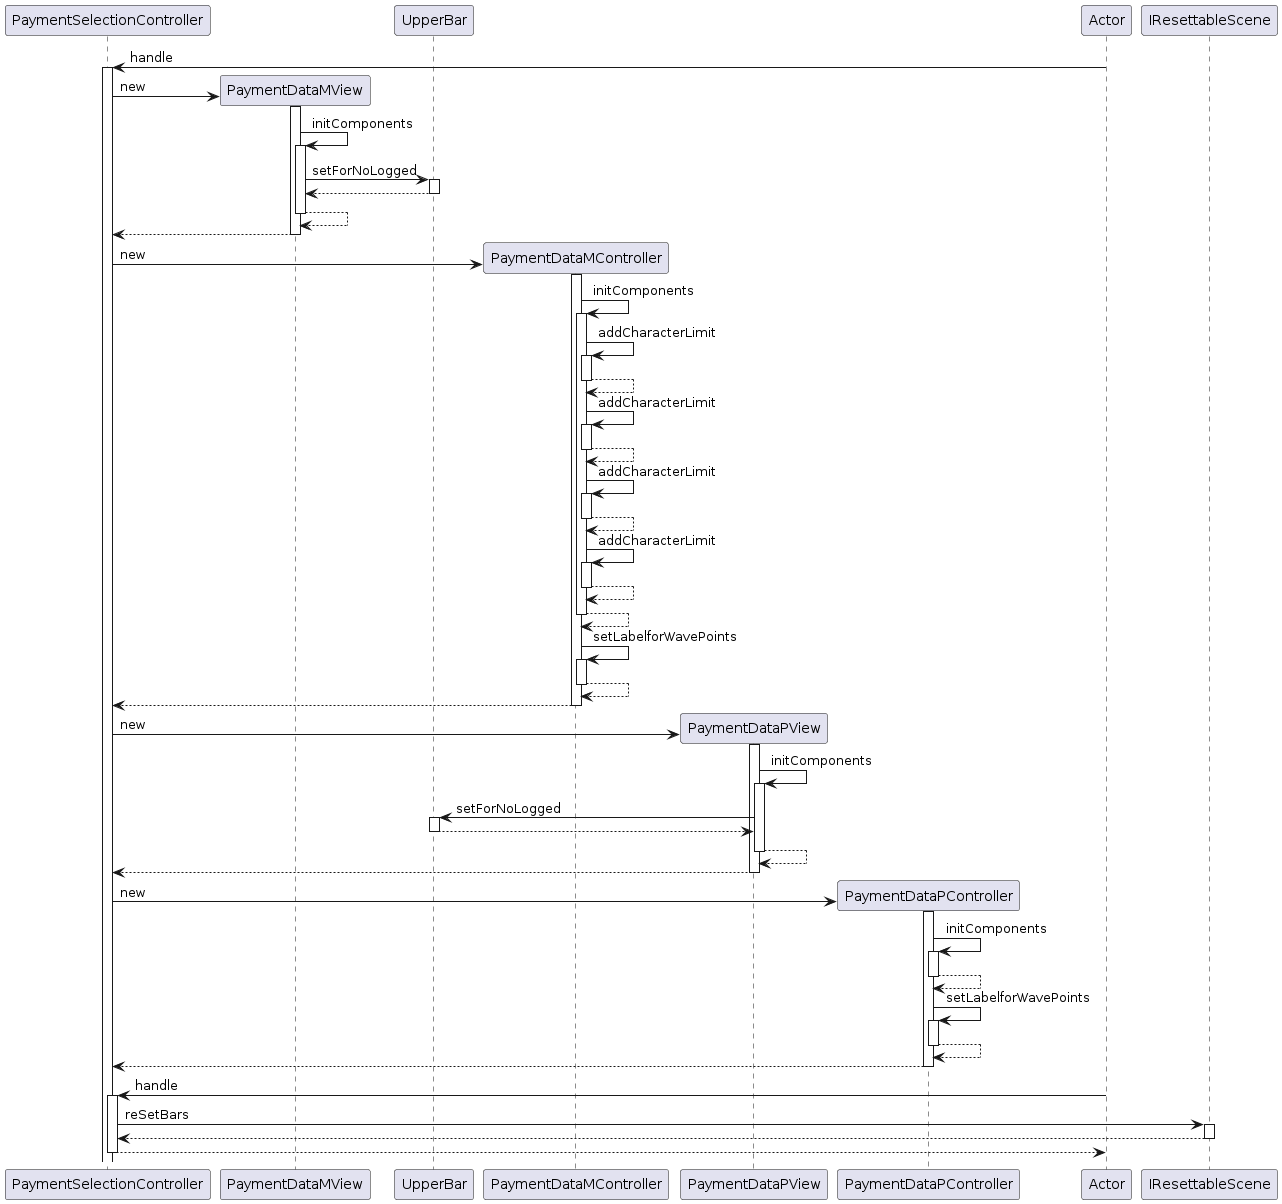 PaymentSelectionController
UpperBar
Actor
IResettableScene
handle
new
PaymentDataMView
initComponents
setForNoLogged
new
PaymentDataMController
initComponents
addCharacterLimit
addCharacterLimit
addCharacterLimit
addCharacterLimit
setLabelforWavePoints
new
PaymentDataPView
initComponents
setForNoLogged
new
PaymentDataPController
initComponents
setLabelforWavePoints
handle
reSetBars
PaymentSelectionController
PaymentDataMView
UpperBar
PaymentDataMController
PaymentDataPView
PaymentDataPController
Actor
IResettableScene